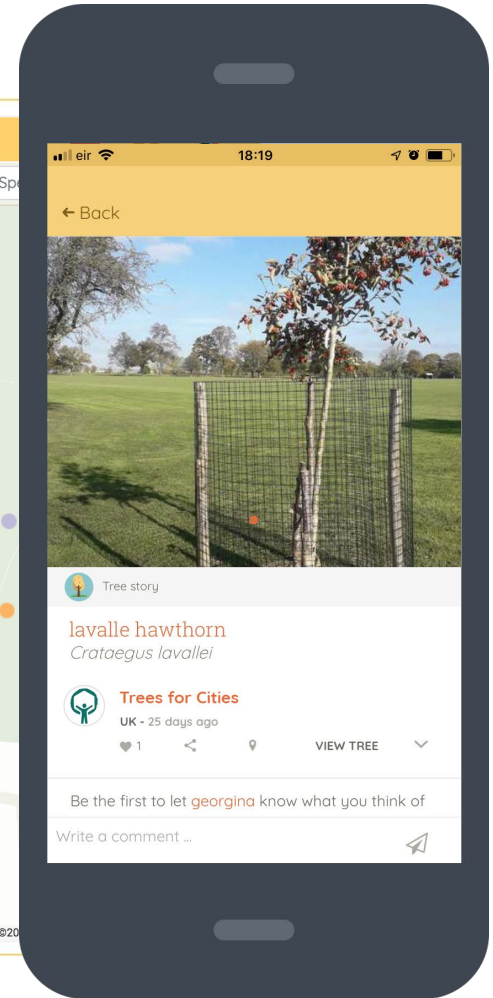 eir
18:19
Spe
← Back
Tree story
lavalle hawthorn
Crataegus lavallei
Trees for Cities
UK - 25 days ago
1
VIEW TREE
Be the first to let georgina know what you think of
Write a comment ...
©20